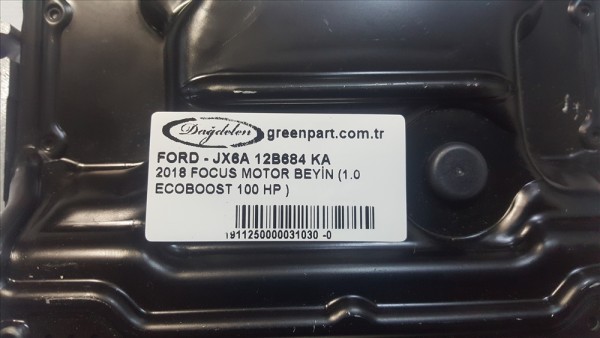 Dağdelen greenpart.com.tr
FORD - JX6A 12B684 KA
2018 FOCUS MOTOR BEYİN (1.0
ECOBOOST 100 HP )
1911250000031030 -0